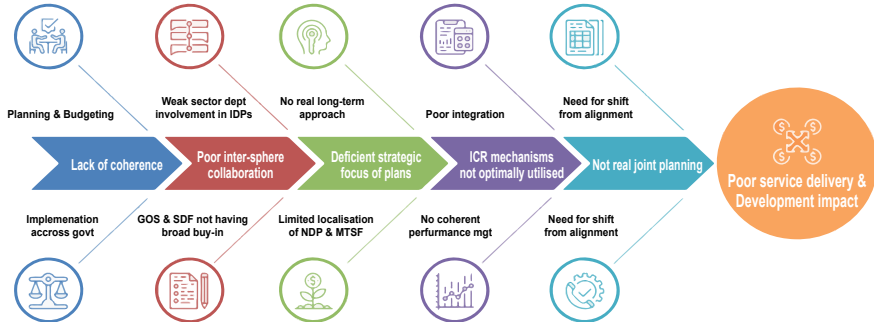 Planning & Budgeting
Weak sector dept
involvement in IDPs
No real long-term
approach
Poor integration
Need for shift
from alignment
Lack of coherence
Poor inter-sphere
collaboration
Deficient strategic
focus of plans
ICR mechanisms
not optimally utilised
Not real joint planning
Poor service delivery &
Development impact
Implemenation
accross govt
GOS & SDF not having
broad buy-in
Limited localisation
of NDP & MTSF
No coherent
perfurmance mgt
Need for shift
from alignment